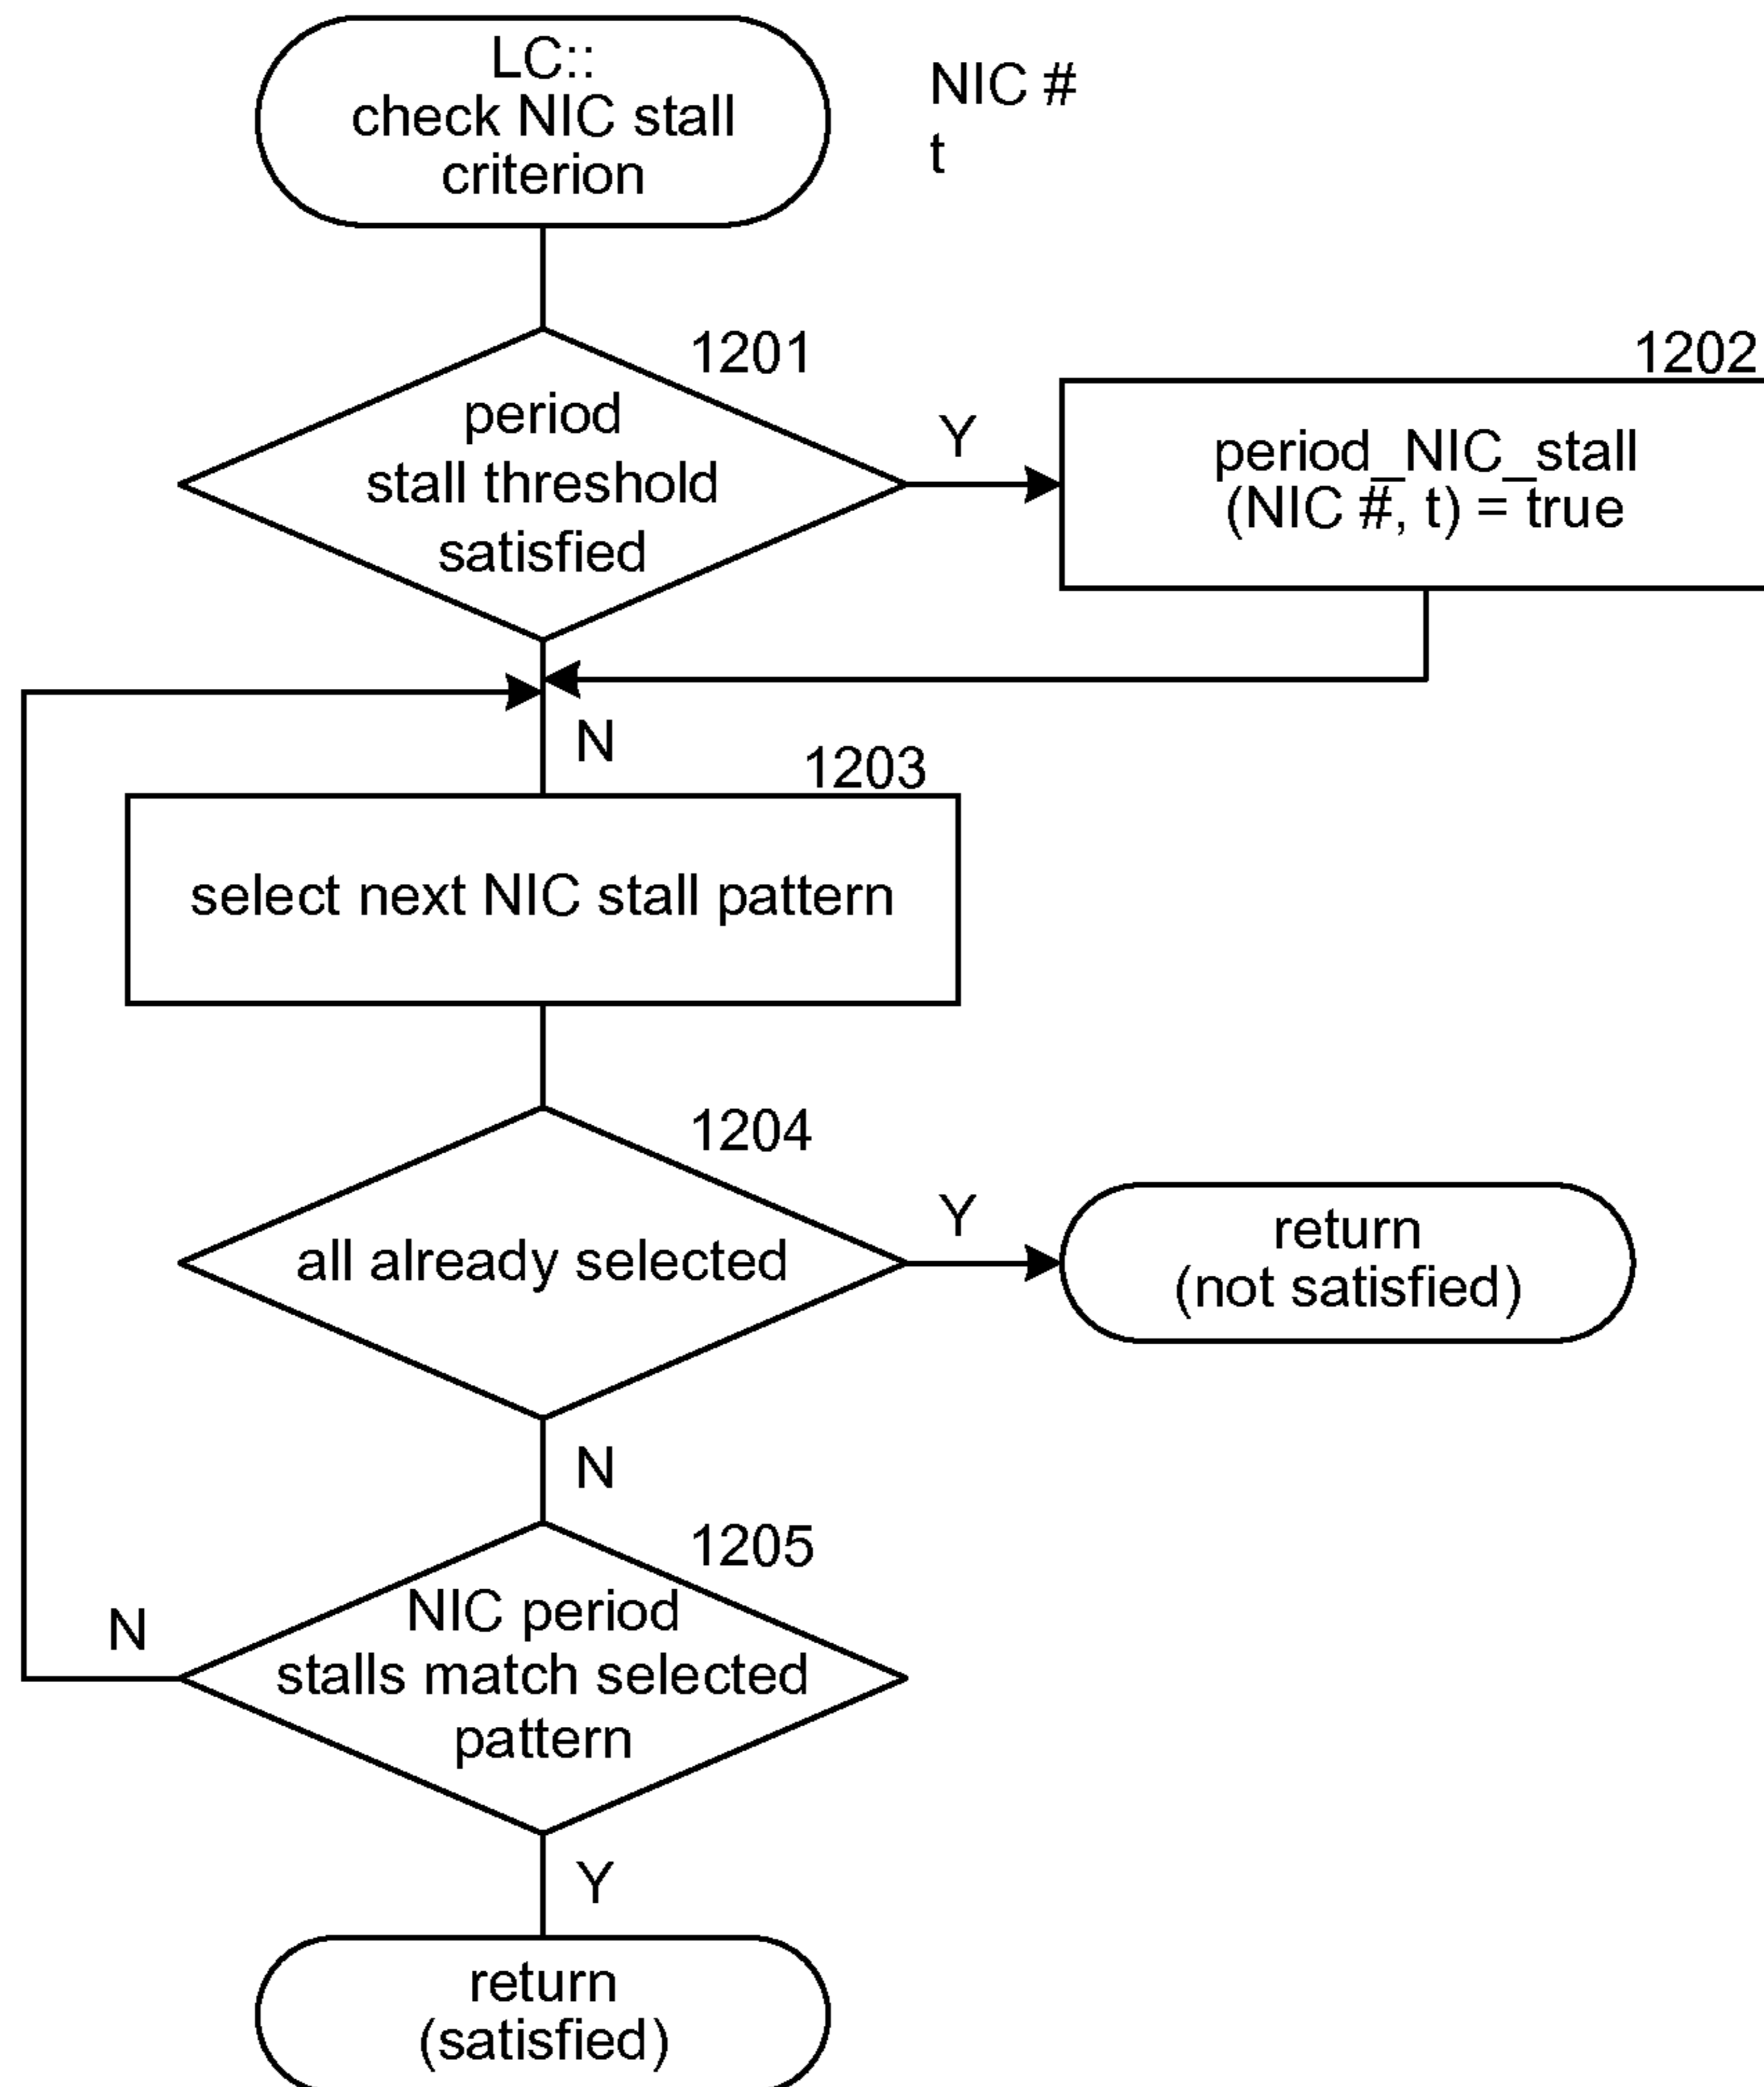 LC::
check NIC stall
criterion
NIC #
t
1201
period
stall threshold
satisfied
Y
1202
period_NIC_stall
(NIC #, t) = true
N
1203
select next NIC stall pattern
1204
all already selected
Y
return
(not satisfied)
N
1205
NIC period
stalls match selected
pattern
N
Y
return
(satisfied)